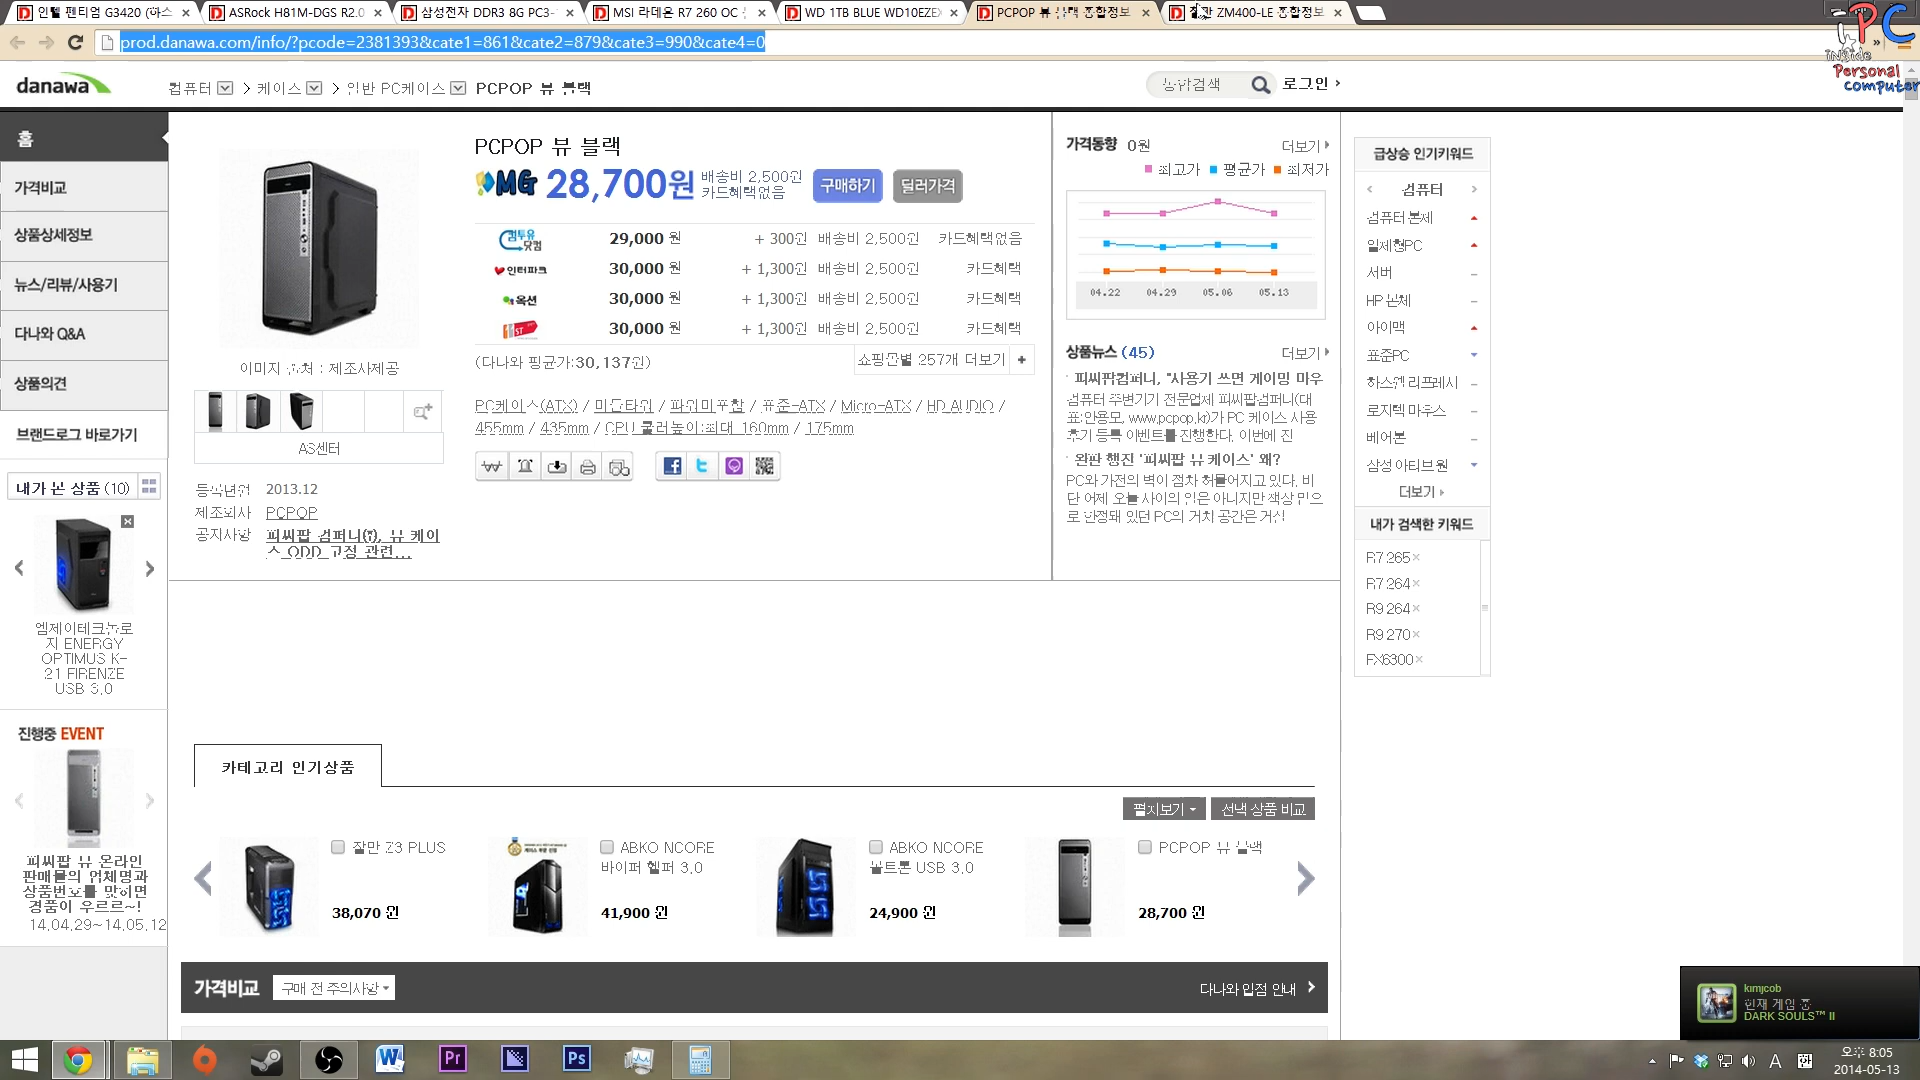 인텔 펜티엄 G3420 (하스
ASRock H81M-DGS R2.0
삼성전자 DDR3 8G PC3-
MSI 라데온 R7 260 OC
WD 1TB BLUE WD10EZEX
PCPOP 뷰 블랙 종합정보
잘만 ZM400-LE 종합정보
prod.danawa.com/info/?pcode=2381393&cate1=861&cate2=879&cate3=990&cate4=0
PC
inside
Personal
Computer
danawa
컴퓨터 > 케이스 > 일반 PC케이스 PCPOP 뷰 블랙
통합검색
로그인
홈
가격비교
상품상세정보
뉴스/리뷰/사용기
다나와 Q&A
상품의견
브랜드로그 바로가기
내가 본 상품 (10)
엠제이테크놀로
지 ENERGY
OPTIMUS K-
21 FIRENZE
USB 3.0
진행중 EVENT
피씨팝 뷰 온라인
판매몰의 업체명과
상품번호를 맞히면
경품이 우르르~!
14.04.29~14.05.12
이미지 출처 : 제조사제공
AS센터
등록년월 2013.12
제조회사 PCPOP
공지사항 피씨팝 컴퍼니(주), 뷰 케이
스 ODD 고정 관련...
PCPOP 뷰 블랙
MG 28,700원 배송비 2,500원
카드혜택없음
구매하기
딜러가격
컴투유닷컴 29,000 원 + 300원 배송비 2,500원 카드혜택없음
인터파크 30,000 원 + 1,300원 배송비 2,500원 카드혜택
옥션 30,000 원 + 1,300원 배송비 2,500원 카드혜택
11ST 30,000 원 + 1,300원 배송비 2,500원 카드혜택
(다나와 평균가:30,137원)
쇼핑몰별 257개 더보기 +
PC케이스(ATX) / 미들타워 / 파워미포함 / 표준-ATX / Micro-ATX / HD AUDIO /
455mm / 435mm / CPU 쿨러높이:최대 160mm / 175mm
가격동향 0원 더보기
최고가 평균가 최저가
04.22 04.29 05.06 05.13
상품뉴스 (45) 더보기
피씨팝컴퍼니, "사용기 쓰면 게이밍 마우
컴퓨터 주변기기 전문업체 피씨팝컴퍼니(대
표:안용모, www.pcpop.kr)가 PC 케이스 사용
후기 등록 이벤트를 진행한다. 이번에 진
완판 행진 '피씨팝 뷰 케이스' 왜?
PC와 가전의 벽이 점차 허물어지고 있다. 비
단 어제 오늘 사이의 일은 아니지만 책상 밑으
로 한정돼 있던 PC의 거치 공간은 거실
급상승 인기키워드
컴퓨터
컴퓨터 본체
일체형PC
서버
HP 본체
아이맥
표준PC
하스웰 리프레시
로지텍 마우스
베어본
삼성 아티브 원
더보기
내가 검색한 키워드
R7 265
R7 264
R9 264
R9 270
FX6300
카테고리 인기상품
펼쳐보기
선택 상품 비교
잘만 Z3 PLUS
38,070 원
ABKO NCORE
바이퍼 헬퍼 3.0
41,900 원
ABKO NCORE
볼트론 USB 3.0
24,900 원
PCPOP 뷰 블랙
28,700 원
가격비교
구매 전 주의사항
다나와 입점 안내
kimjcob
현재 게임 중
DARK SOULS™ II
W
Pr
Ps
A
오후 8:05
2014-05-13